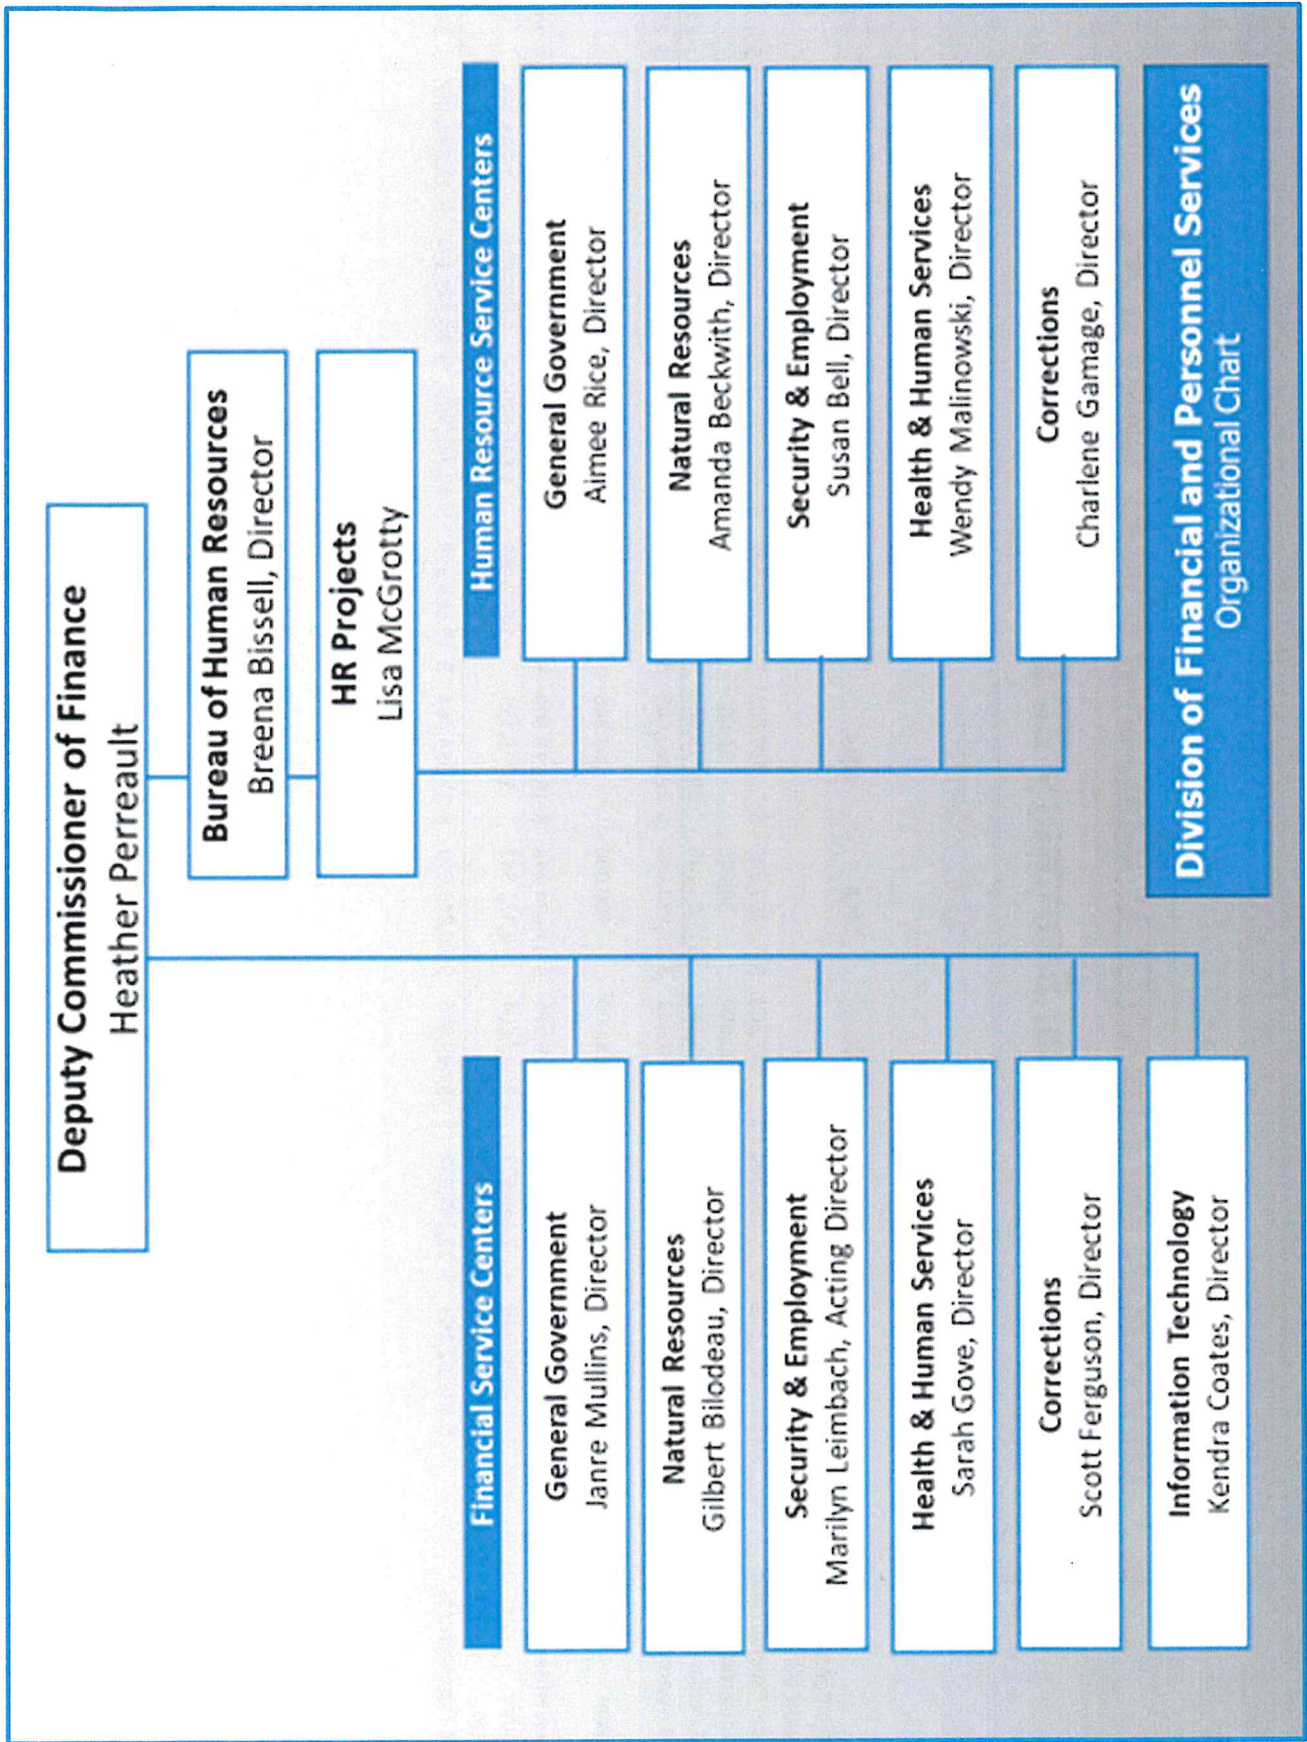 Deputy Commissioner of Finance
Heather Perreault
Bureau of Human Resources
Breena Bissell, Director
HR Projects
Lisa McGrotty
Financial Service Centers
General Government
Janre Mullins, Director
Natural Resources
Gilbert Bilodeau, Director
Security & Employment
Marilyn Leimbach, Acting Director
Health & Human Services
Sarah Gove, Director
Corrections
Scott Ferguson, Director
Information Technology
Kendra Coates, Director
Human Resource Service Centers
General Government
Aimee Rice, Director
Natural Resources
Amanda Beckwith, Director
Security & Employment
Susan Bell, Director
Health & Human Services
Wendy Malinowski, Director
Corrections
Charlene Gamage, Director
Division of Financial and Personnel Services
Organizational Chart